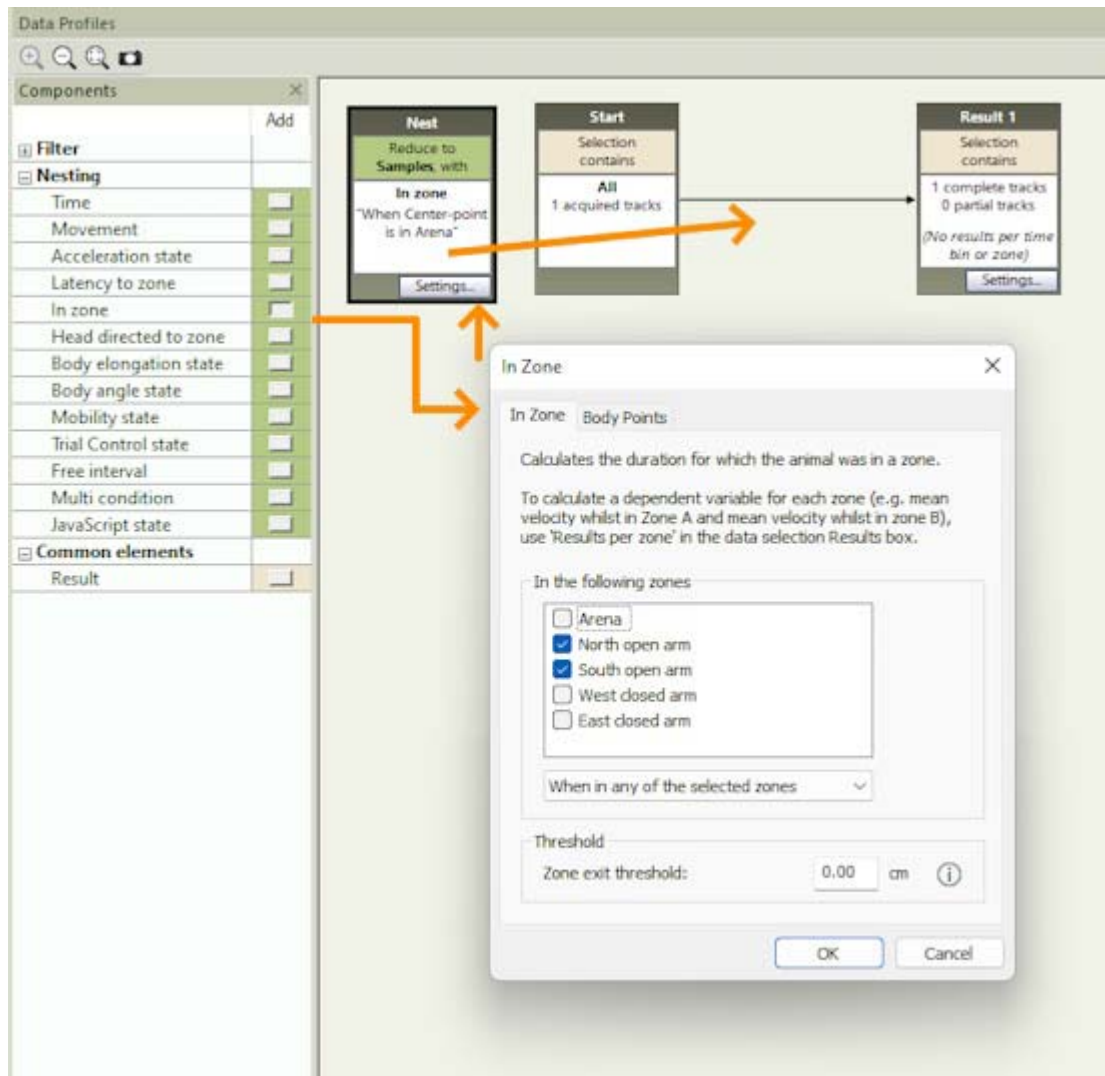 Data Profiles
Components
Add
Filter
Nesting
Time
Movement
Acceleration state
Latency to zone
In zone
Head directed to zone
Body elongation state
Body angle state
Mobility state
Trial Control state
Free interval
Multi condition
JavaScript state
Common elements
Result
Nest
Reduce to
Samples, with
In zone
"When Center-point
is in Arena"
Settings...
Start
Selection
contains
All
1 acquired tracks
Result 1
Selection
contains
1 complete tracks
0 partial tracks
(No results per time
bin or zone)
Settings...
In Zone
In Zone Body Points
Calculates the duration for which the animal was in a zone.
To calculate a dependent variable for each zone (e.g. mean
velocity whilst in Zone A and mean velocity whilst in zone B),
use 'Results per zone' in the data selection Results box.
In the following zones
Arena
North open arm
South open arm
West closed arm
East closed arm
When in any of the selected zones
Threshold
Zone exit threshold: 0.00 cm
OK Cancel